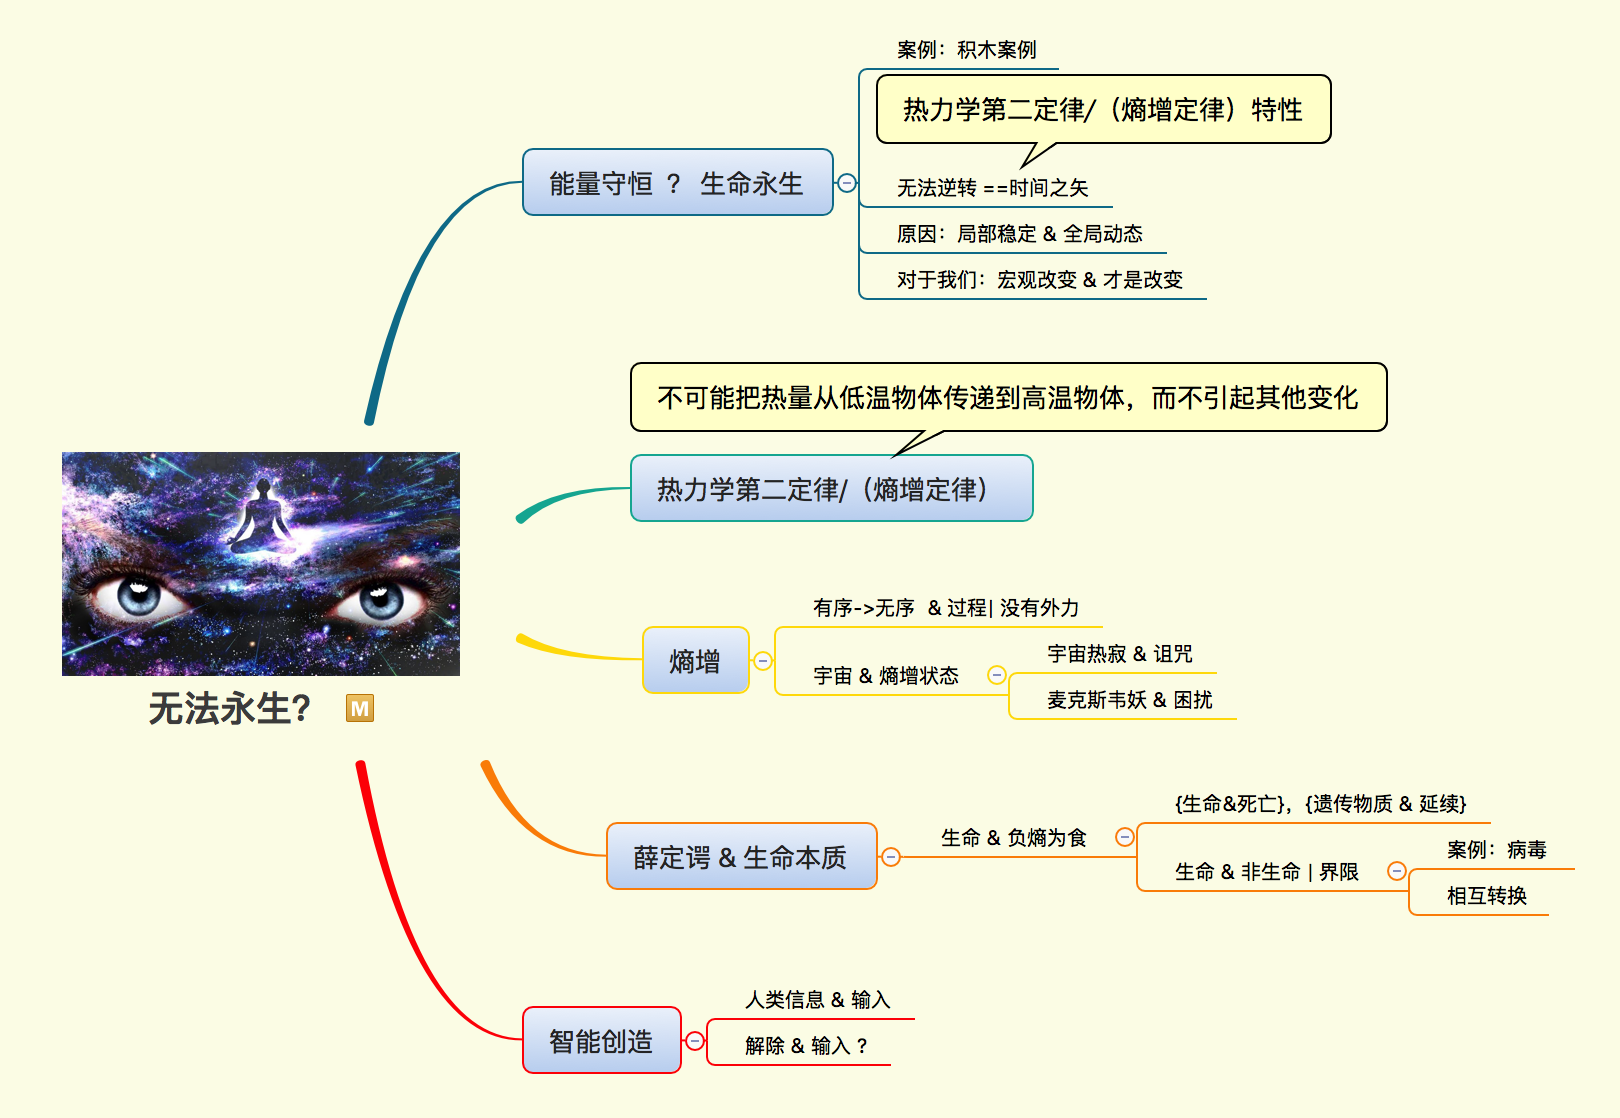 案例：积木案例
热力学第二定律/（熵增定律）特性
能量守恒 ？ 生命永生
无法逆转 ==时间之矢
原因：局部稳定 & 全局动态
对于我们：宏观改变 & 才是改变
不可能把热量从低温物体传递到高温物体，而不引起其他变化
热力学第二定律/（熵增定律）
熵增
有序->无序 & 过程| 没有外力
宇宙 & 熵增状态
宇宙热寂 & 诅咒
麦克斯韦妖 & 困扰
无法永生？
M
薛定谔 & 生命本质
生命 & 负熵为食
{生命&死亡}，{遗传物质 & 延续}
生命 & 非生命 | 界限
案例：病毒
相互转换
智能创造
人类信息 & 输入
解除 & 输入？